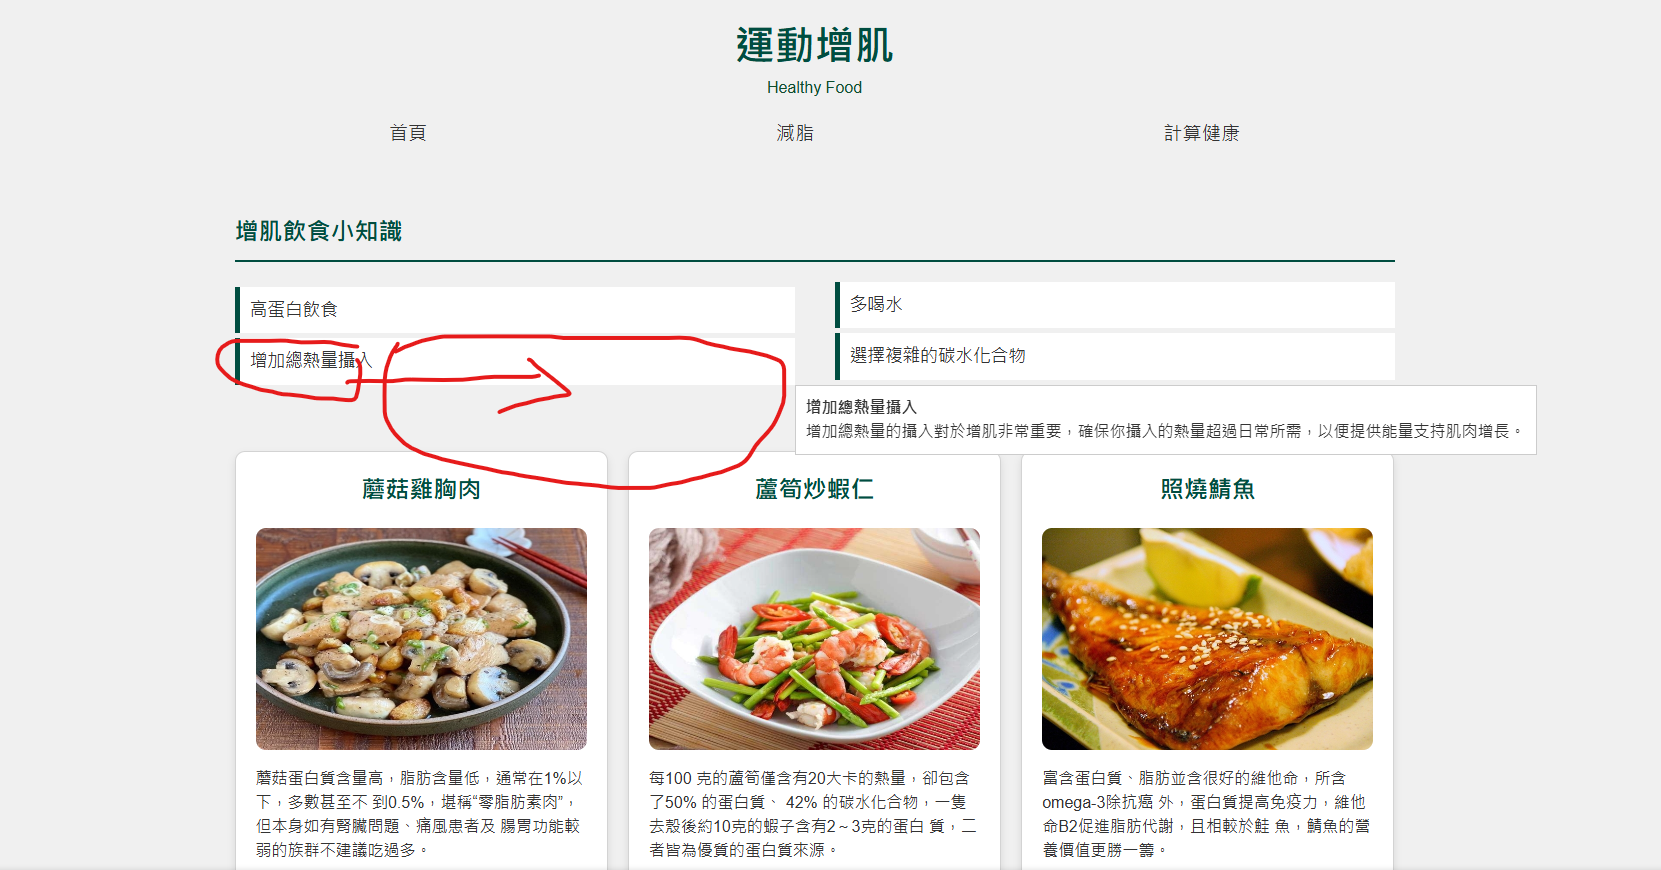 運動增肌
Healthy Food
首頁
減脂
計算健康
增肌飲食小知識
高蛋白飲食
多喝水
增加總熱量攝入
選擇複雜的碳水化合物
增加總熱量攝入
增加總熱量的攝入對於增肌非常重要，確保你攝入的熱量超過日常所需，以便提供能量支持肌肉增長。
蘑菇雞胸肉
蘑菇蛋白質含量高，脂肪含量低，通常在1%以
下，多數甚至不 到0.5%，堪稱“零脂肪素肉”，
但本身如有腎臟問題、痛風患者及 腸胃功能較
弱的族群不建議吃過多。
蘆筍炒蝦仁
每100 克的蘆筍僅含有20大卡的熱量，卻包含
了50% 的蛋白質、 42% 的碳水化合物，一隻
去殼後約10克的蝦子含有2～3克的蛋白 質，二
者皆為優質的蛋白質來源。
照燒鯖魚
富含蛋白質、脂肪並含很好的維他命，所含
omega-3除抗癌 外，蛋白質提高免疫力，維他
命B2促進脂肪代謝，且相較於鮭 魚，鯖魚的營
養價值更勝一籌。